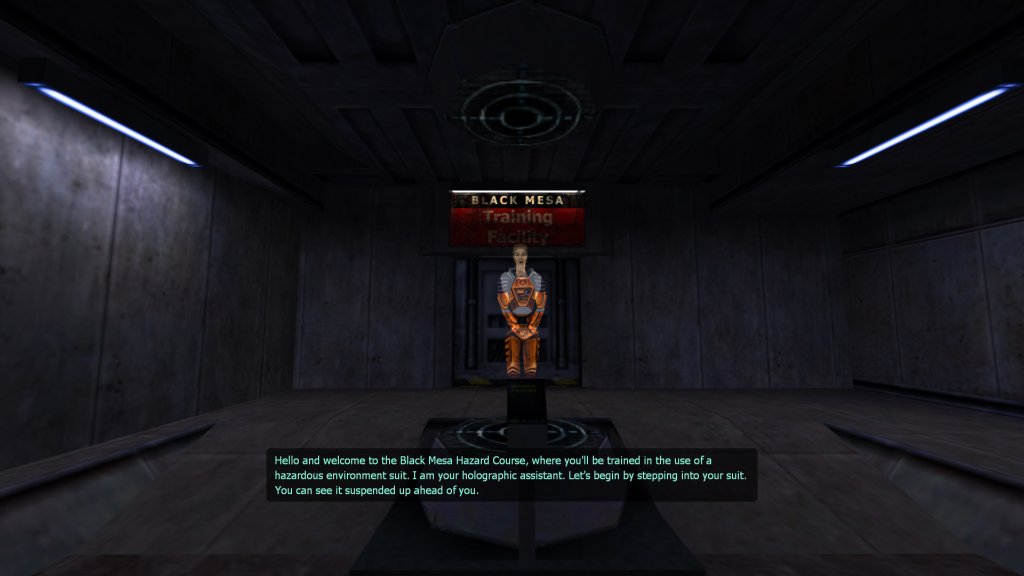 BLACK MESA
Training
Facility
Hello and welcome to the Black Mesa Hazard Course, where you'll be trained in the use of a
hazardous environment suit. I am your holographic assistant. Let's begin by stepping into your suit.
You can see it suspended up ahead of you.